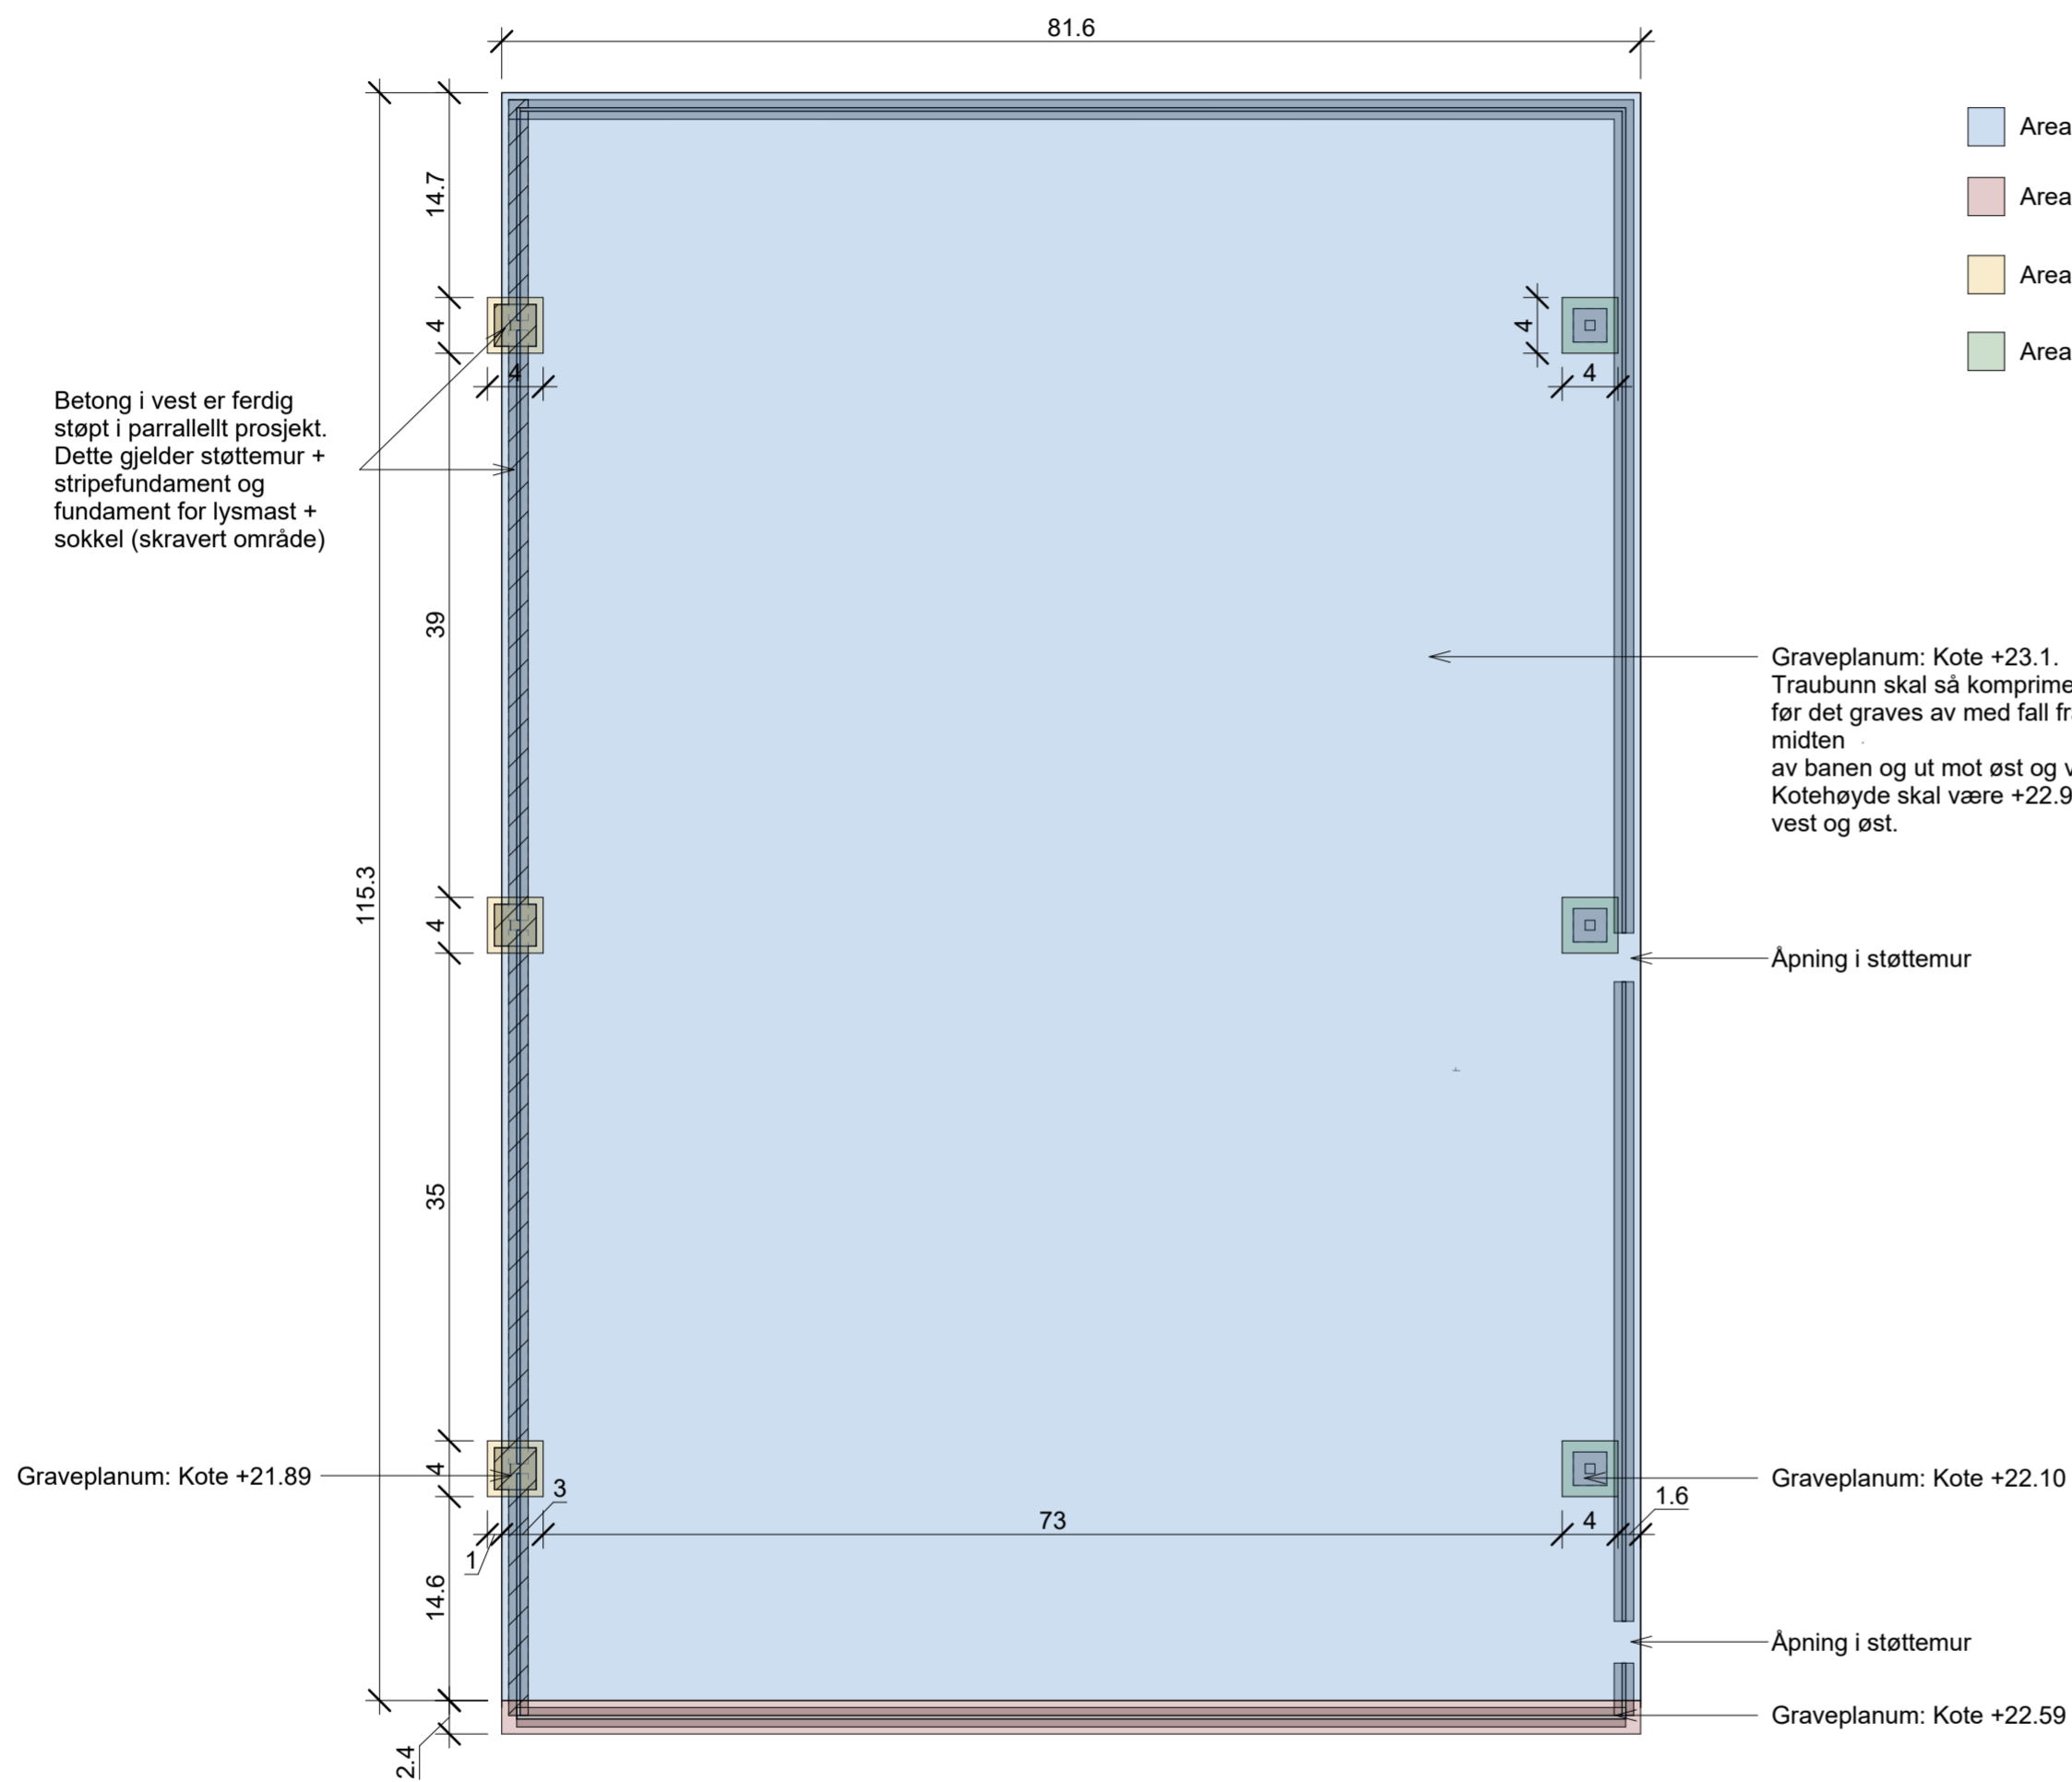 81.6
Area
Area
Area
Area
14.7
4
4
4
4
Betong i vest er ferdig
støpt i parrallellt prosjekt.
Dette gjelder støttemur +
stripefundament og
fundament for lysmast +
sokkel (skravert område)
39
115.3
Graveplanum: Kote +23.1.
Traubunn skal så komprime
før det graves av med fall fr
midten
av banen og ut mot øst og v
Kotehøyde skal være +22.9
vest og øst.
4
Åpning i støttemur
35
Graveplanum: Kote +21.89
4
3
1
73
4
1.6
Graveplanum: Kote +22.10
14.6
Åpning i støttemur
Graveplanum: Kote +22.59
2.4